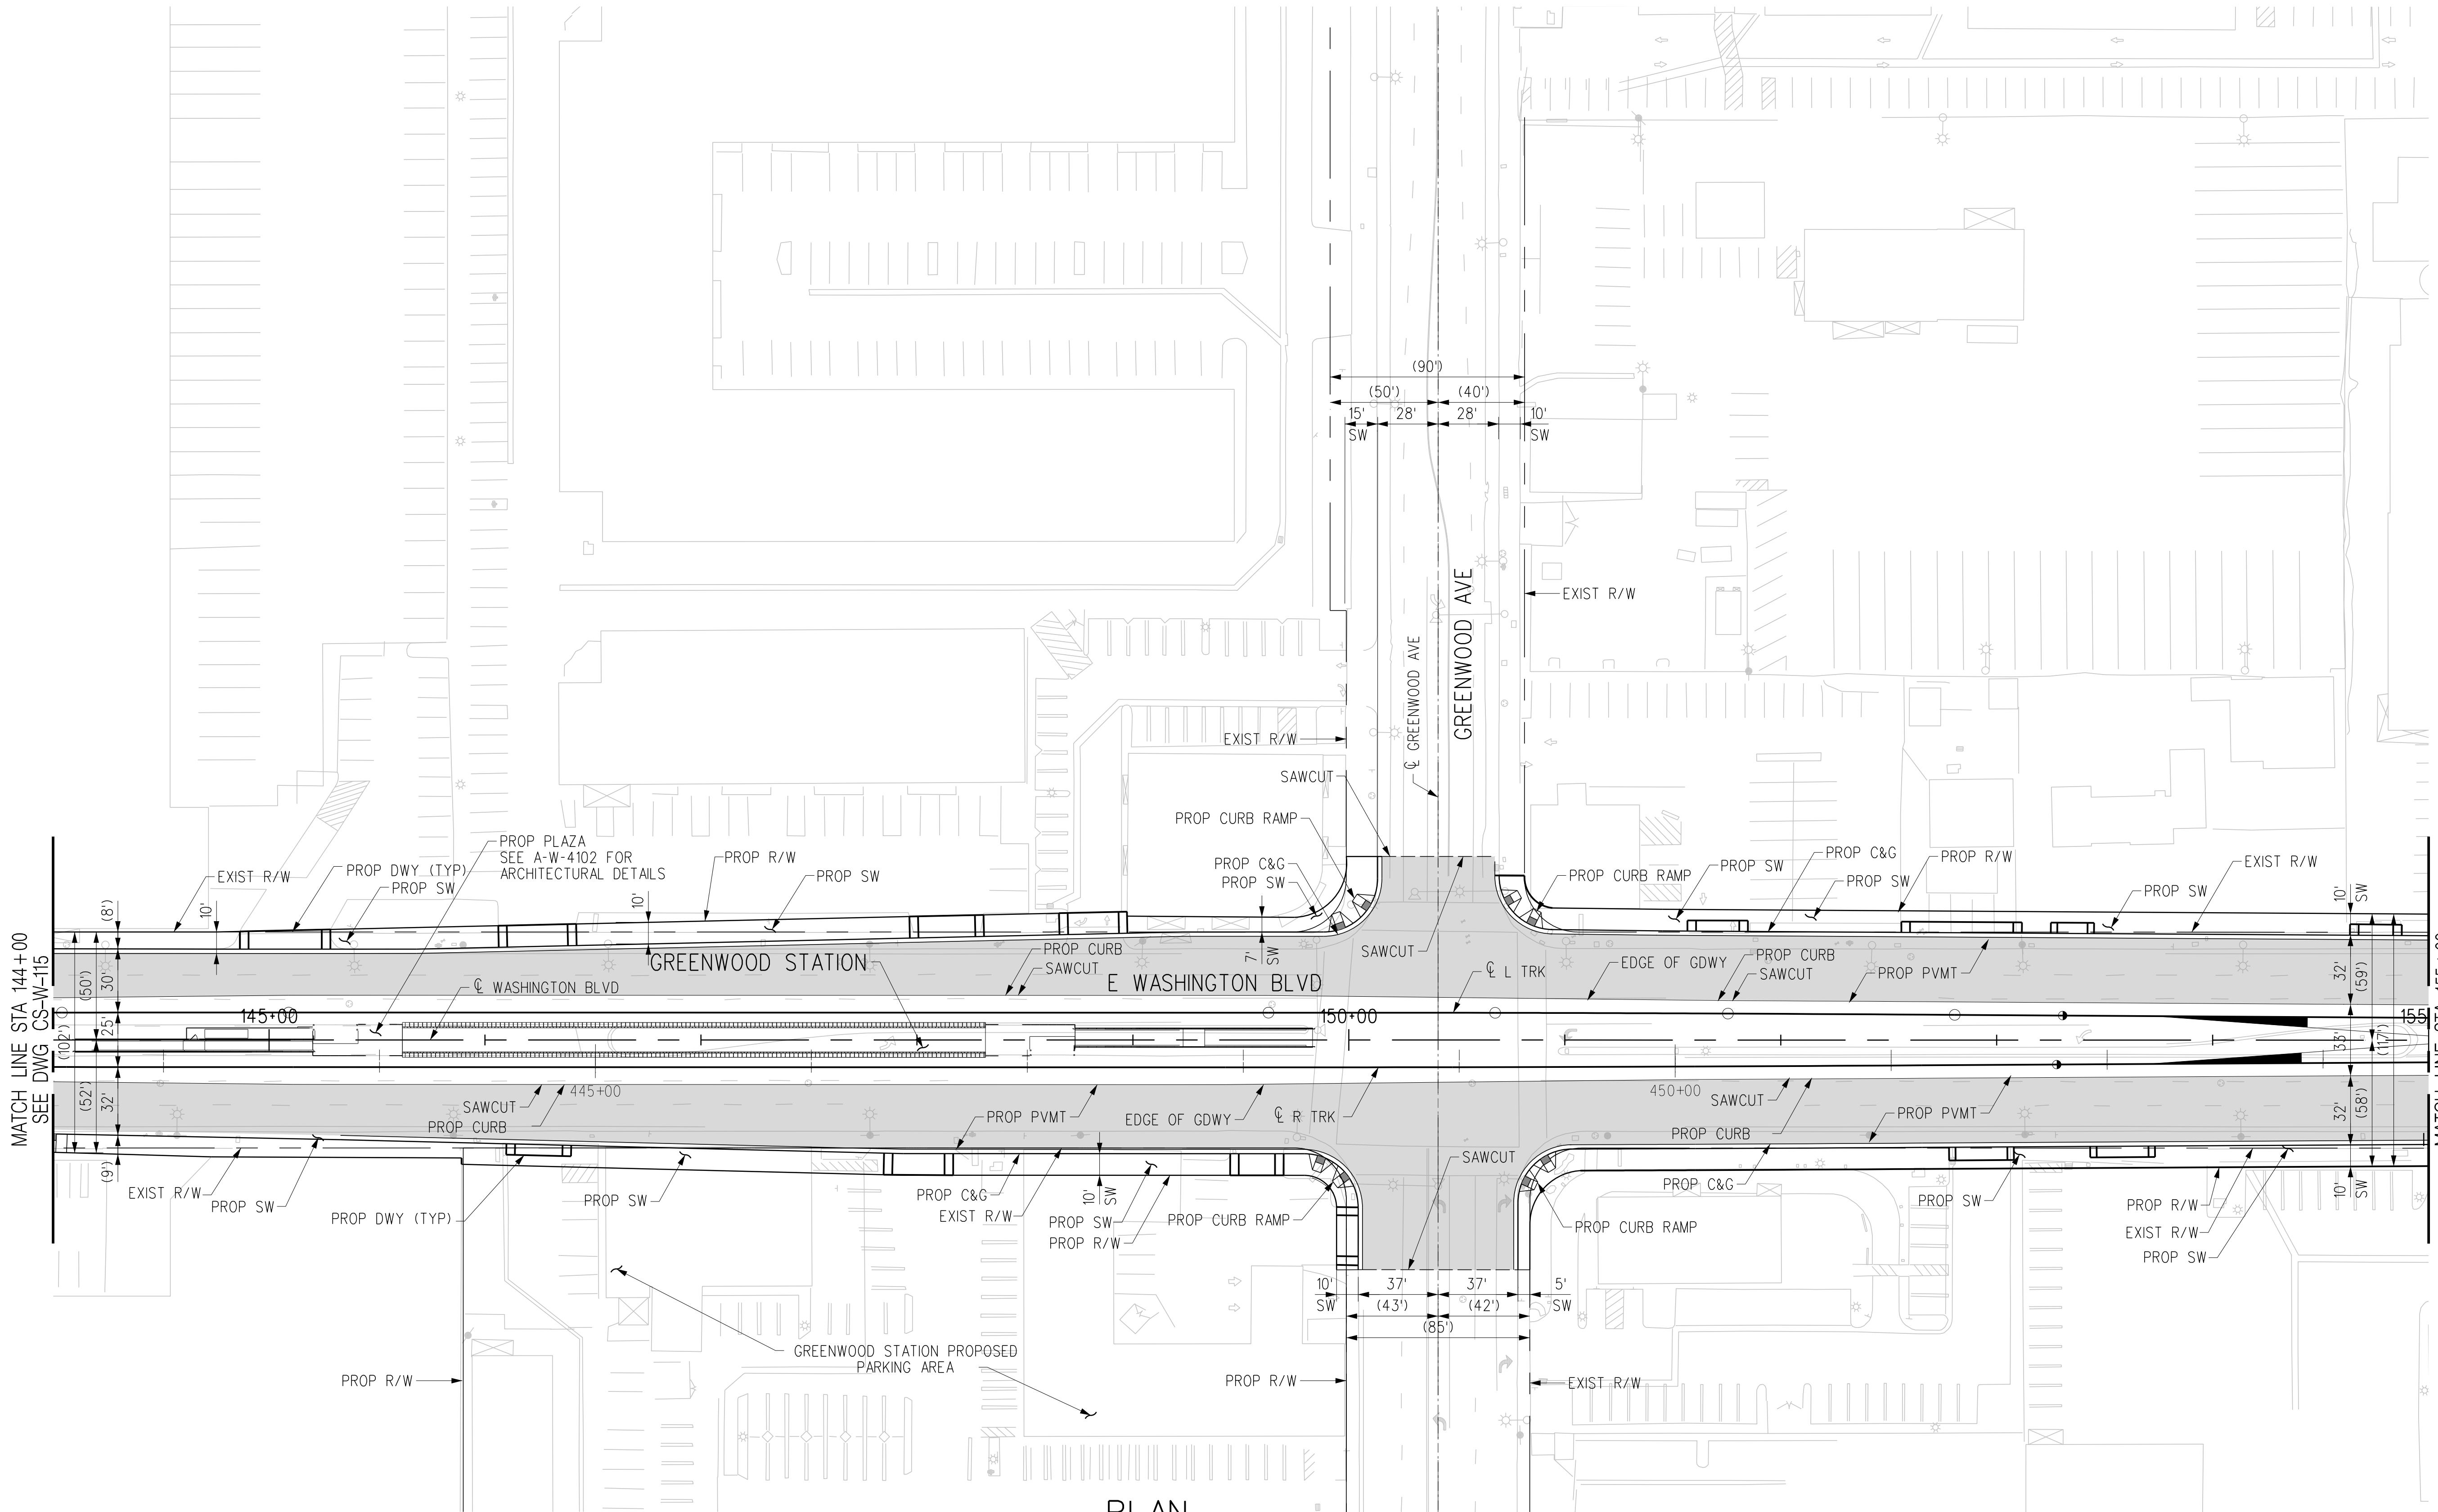 (90')
(50')
(40')
15'
28'
28'
10'
SW
SW
EXIST R/W
GREENWOOD AVE
℄ GREENWOOD AVE
EXIST R/W
SAWCUT
PROP CURB RAMP
PROP C&G
PROP SW
PROP PLAZA
SEE A-W-4102 FOR
ARCHITECTURAL DETAILS
PROP R/W
PROP SW
EXIST R/W
PROP DWY (TYP)
PROP SW
PROP CURB RAMP
PROP SW
PROP C&G
PROP SW
PROP R/W
EXIST R/W
PROP SW
10'
SW
(8')
10'
10'
7'
SW
MATCH LINE STA 144+00
SEE DWG CS-W-115
(102')
(50')
30'
25'
(52')
32'
(9')
GREENWOOD STATION
PROP CURB
SAWCUT
E WASHINGTON BLVD
SAWCUT
℄ L TRK
EDGE OF GDWY
PROP CURB
SAWCUT
PROP PVMT
32'
(59')
℄ WASHINGTON BLVD
145+00
150+00
155
33'
(117')
SAWCUT
445+00
PROP CURB
PROP PVMT
EDGE OF GDWY
℄ R TRK
450+00
SAWCUT
PROP CURB
PROP PVMT
32'
(58')
SAWCUT
EXIST R/W
PROP SW
PROP DWY (TYP)
PROP SW
PROP C&G
EXIST R/W
10'
SW
PROP SW
PROP R/W
PROP CURB RAMP
PROP CURB RAMP
PROP C&G
PROP SW
PROP R/W
EXIST R/W
PROP SW
10'
SW
10'
37'
37'
5'
SW
(43')
(42')
SW
(85')
GREENWOOD STATION PROPOSED
PARKING AREA
PROP R/W
PROP R/W
EXIST R/W
PLAN